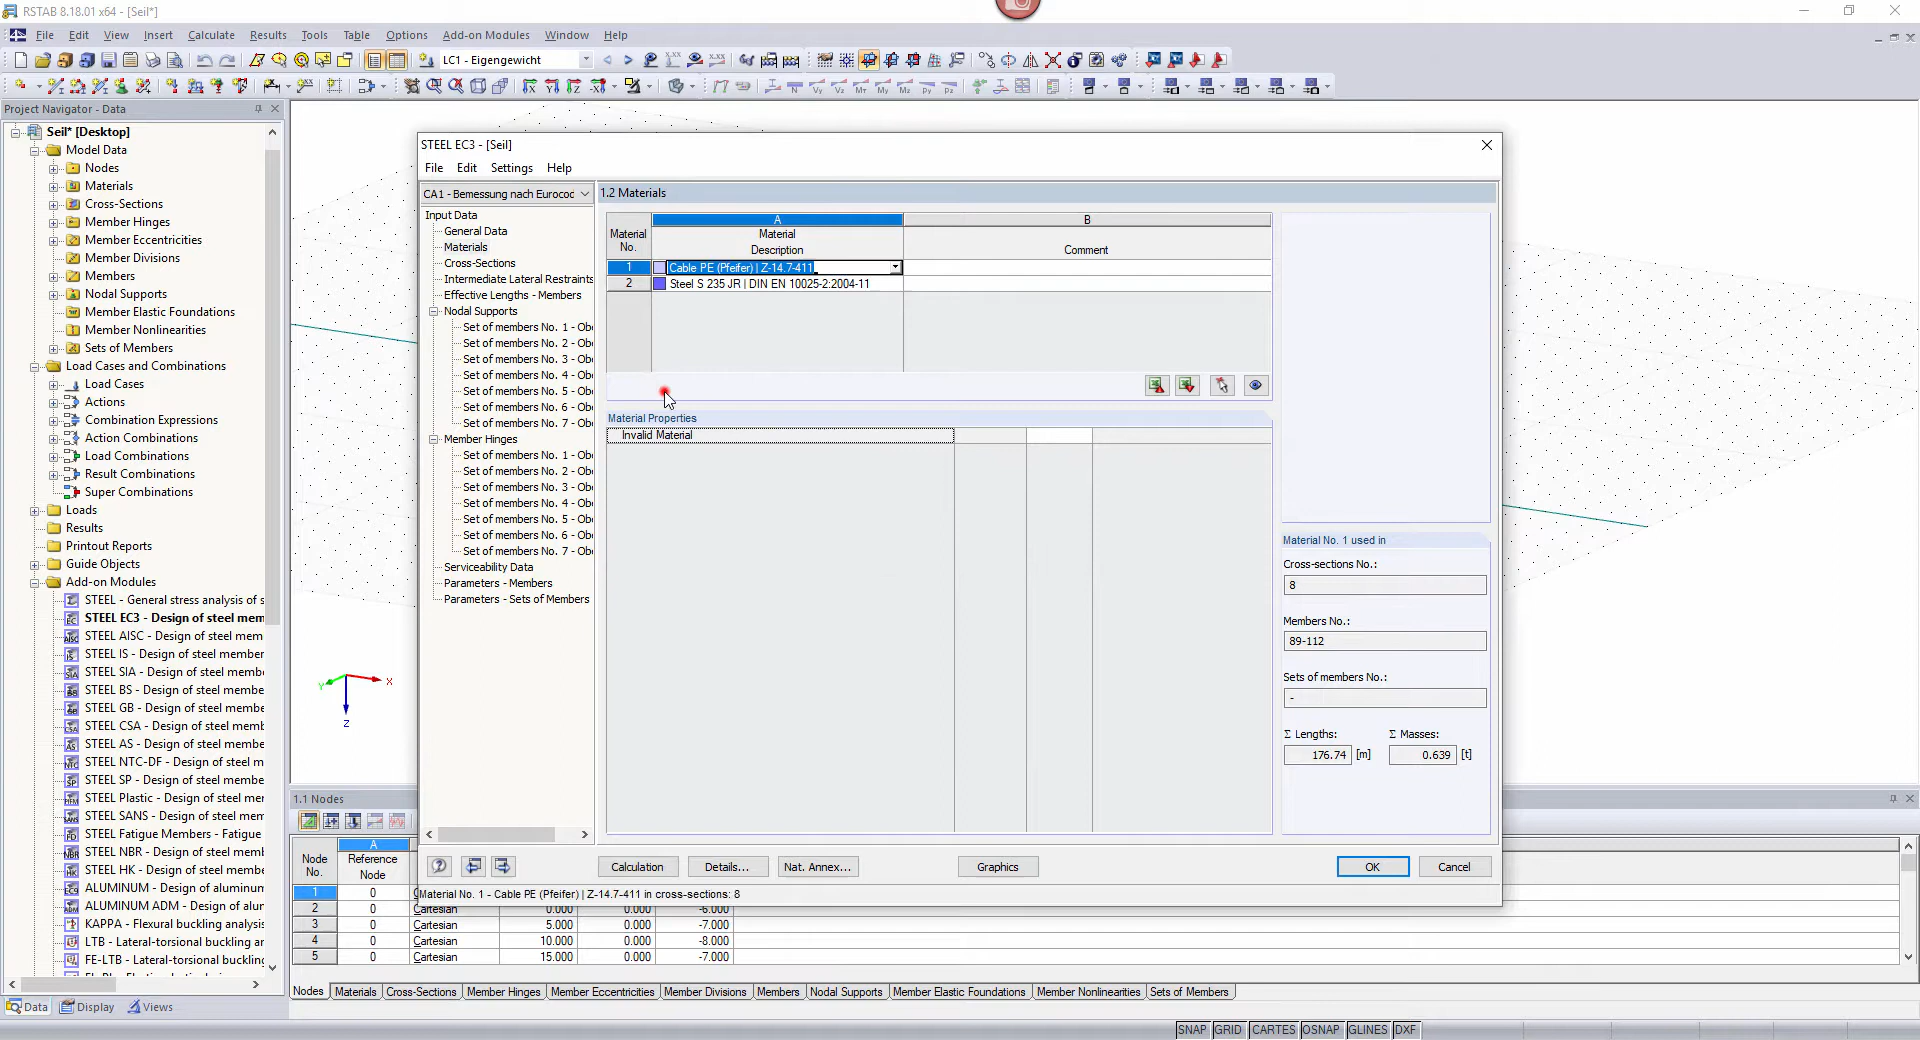 RSTAB 8.18.01 x64 - [Seil*]
File Edit View Insert Calculate Results Tools Table Options Add-on Modules Window Help
LC1 - Eigengewicht
Project Navigator - Data
Seil* [Desktop]
Model Data
Nodes
Materials
Cross-Sections
Member Hinges
Member Eccentricities
Member Divisions
Members
Nodal Supports
Member Elastic Foundations
Member Nonlinearities
Sets of Members
Load Cases and Combinations
Load Cases
Actions
Combination Expressions
Action Combinations
Load Combinations
Result Combinations
Super Combinations
Loads
Results
Printout Reports
Guide Objects
Add-on Modules
STEEL - General stress analysis of s
STEEL EC3 - Design of steel mem
STEEL AISC - Design of steel mem
STEEL IS - Design of steel member
STEEL SIA - Design of steel membe
STEEL BS - Design of steel membe
STEEL GB - Design of steel membe
STEEL CSA - Design of steel memb
STEEL AS - Design of steel membe
STEEL NTC-DF - Design of steel me
STEEL SP - Design of steel membe
STEEL Plastic - Design of steel mer
STEEL SANS - Design of steel mem
STEEL Fatigue Members - Fatigue
STEEL NBR - Design of steel memb
STEEL HK - Design of steel membe
ALUMINUM - Design of aluminum
ALUMINUM ADM - Design of alun
KAPPA - Flexural buckling analysis
LTB - Lateral-torsional buckling ar
FE-LTB - Lateral-torsional buckling
Data Display Views
STEEL EC3 - [Seil]
File Edit Settings Help
CA1 - Bemessung nach Eurocod
Input Data
General Data
Materials
Cross-Sections
Intermediate Lateral Restraints
Effective Lengths - Members
Nodal Supports
Set of members No. 1 - Obe
Set of members No. 2 - Obe
Set of members No. 3 - Obe
Set of members No. 4 - Obe
Set of members No. 5 - Obe
Set of members No. 6 - Obe
Set of members No. 7 - Obe
Member Hinges
Set of members No. 1 - Obe
Set of members No. 2 - Obe
Set of members No. 3 - Obe
Set of members No. 4 - Obe
Set of members No. 5 - Obe
Set of members No. 6 - Obe
Set of members No. 7 - Obe
Serviceability Data
Parameters - Members
Parameters - Sets of Members
1.2 Materials
A B
Material No. Material Description Comment
1 Cable PE (Pfeifer) | Z-14.7-411
2 Steel S 235 JR | DIN EN 10025-2:2004-11
Material Properties
Invalid Material
Material No. 1 used in
Cross-sections No.:
8
Members No.:
89-112
Sets of members No.:
-
Σ Lengths: Σ Masses:
176.74 [m] 0.639 [t]
Calculation Details... Nat. Annex... Graphics OK Cancel
Material No. 1 - Cable PE (Pfeifer) | Z-14.7-411 in cross-sections: 8
X
Y
Z
1.1 Nodes
A
Node No. Reference Node
1 0
2 0 Cartesian 0.000 0.000 -6.000
3 0 Cartesian 5.000 0.000 -7.000
4 0 Cartesian 10.000 0.000 -8.000
5 0 Cartesian 15.000 0.000 -7.000
Nodes Materials Cross-Sections Member Hinges Member Eccentricities Member Divisions Members Nodal Supports Member Elastic Foundations Member Nonlinearities Sets of Members
SNAP GRID CARTES OSNAP GLINES DXF